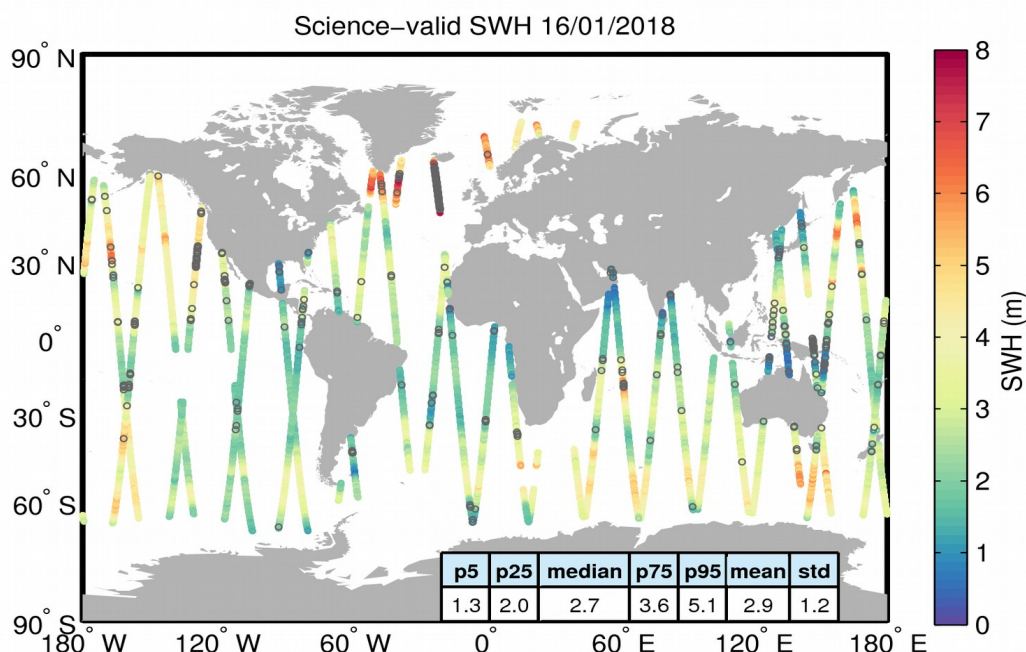 Science−valid SWH 16/01/2018
90° N
60° N
30° N
0°
30° S
60° S
90° S
180° W 120° W 60° W 0° 60° E 120° E 180° E
p5 p25 median p75 p95 mean std
1.3 2.0 2.7 3.6 5.1 2.9 1.2
8
7
6
5
4
3
2
1
0
SWH (m)